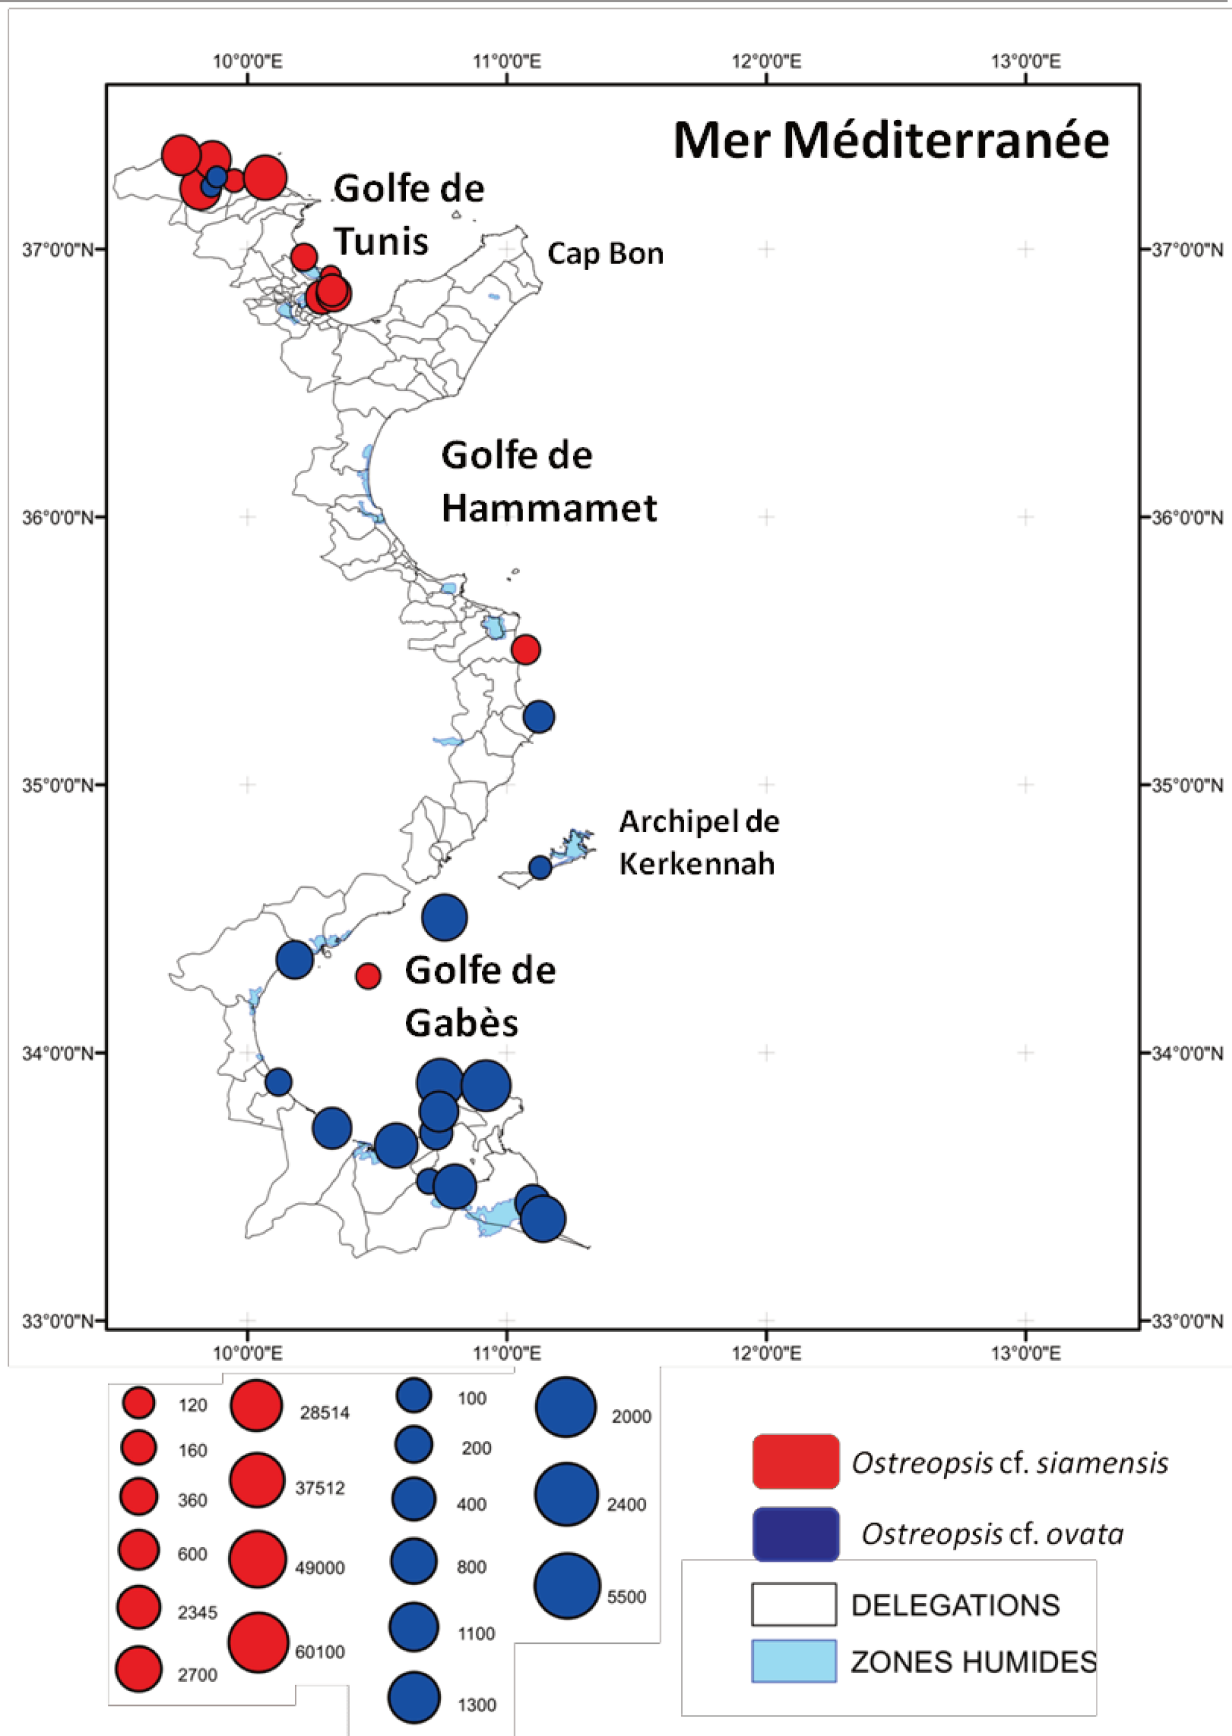 10°0'0"E
11°0'0"E
12°0'0"E
13°0'0"E
Mer Méditerranée
Golfe de
Tunis
Cap Bon
37°0'0"N
37°0'0"N
Golfe de
Hammamet
36°0'0"N
36°0'0"N
35°0'0"N
35°0'0"N
Archipel de
Kerkennah
Golfe de
Gabès
34°0'0"N
34°0'0"N
33°0'0"N
33°0'0"N
10°0'0"E
11°0'0"E
12°0'0"E
13°0'0"E
120
160
360
600
2345
2700
28514
37512
49000
60100
100
200
400
800
1100
1300
2000
2400
5500
Ostreopsis cf. siamensis
Ostreopsis cf. ovata
DELEGATIONS
ZONES HUMIDES